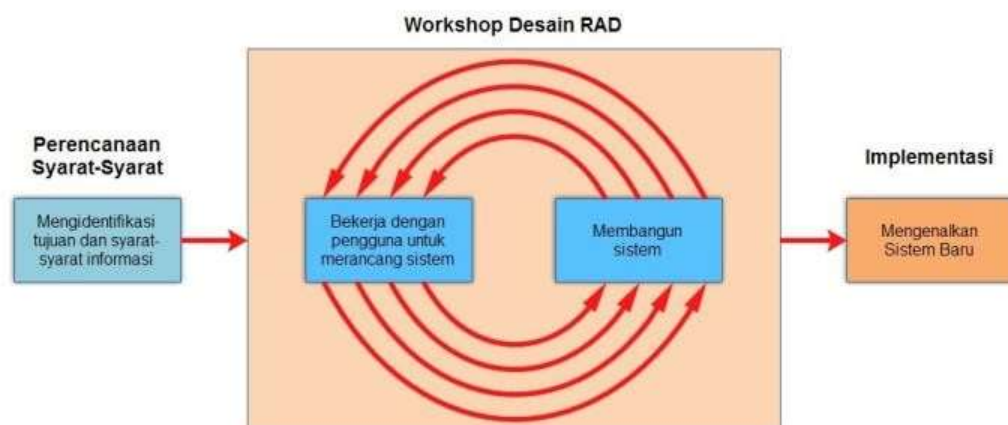 Workshop Desain RAD
Perencanaan
Syarat-Syarat
Mengidentifikasi
tujuan dan syarat-
syarat informasi
Bekerja dengan
pengguna untuk
merancang sistem
Membangun
sistem
Implementasi
Mengenalkan
Sistem Baru